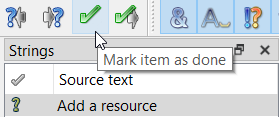 Mark item as done
Strings
Source text
Add a resource